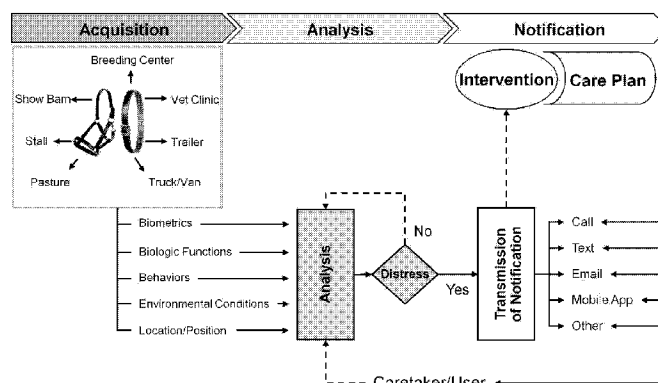 Acquisition
Analysis
Notification
Breeding Center
Show Barn
Vet Clinic
Stall
Trailer
Pasture
Truck/Van
Intervention
Care Plan
Biometrics
Biologic Functions
Behaviors
Environmental Conditions
Location/Position
Analysis
Distress
No
Yes
Transmission
of Notification
Call
Text
Email
Mobile App
Other
Caretaker/User